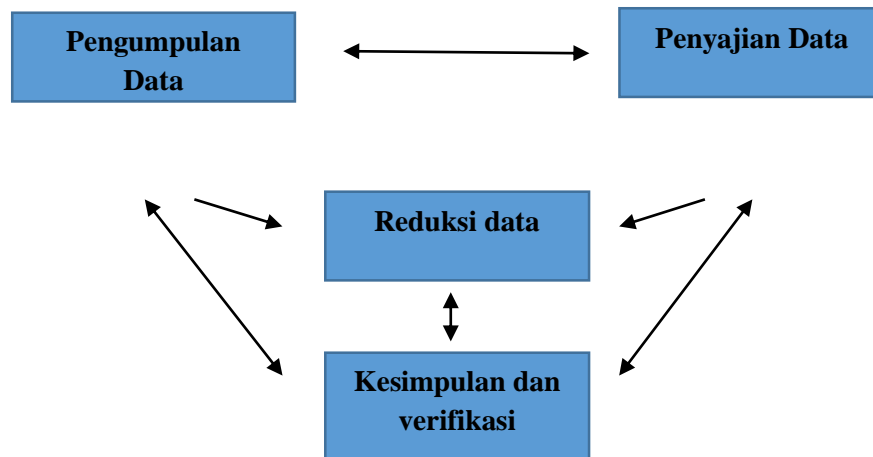 Pengumpulan
Data
Penyajian Data
Reduksi data
Kesimpulan dan
verifikasi